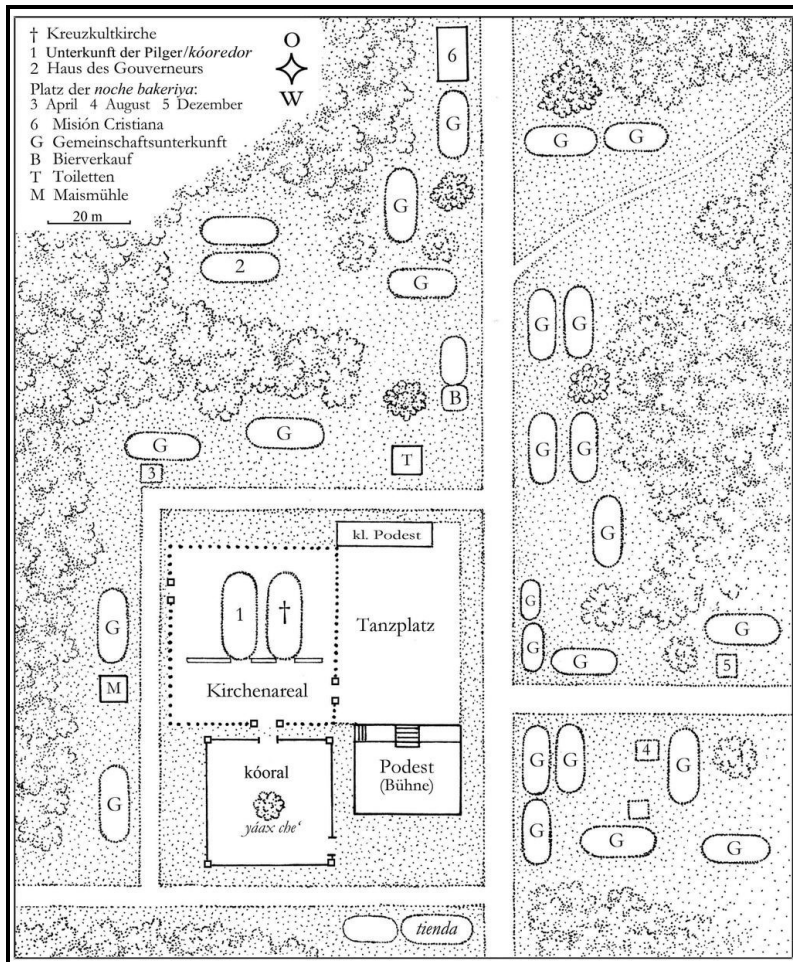 † Kreuzkultkirche
1 Unterkunft der Pilger/kóoredor
2 Haus des Gouverneurs
Platz der noche bakeriya:
3 April 4 August 5 Dezember
6 Misión Cristiana
G Gemeinschaftsunterkunft
B Bierverkauf
T Toiletten
M Maismühle
20 m
O
W
6
G
G
G
G
G
2
G
G
G
B
G
G
G
G
T
3
G
kl. Podest
G
1
†
Tanzplatz
G
G
G
G
5
M
Kirchenareal
kóoral
yáax che'
Podest
(Bühne)
G
G
4
G
G
G
G
G
tienda